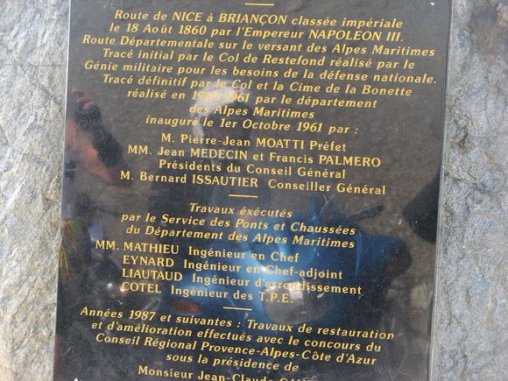 Route de NICE à BRIANÇON classée impériale
le 18 Août 1860 par l'Empereur NAPOLÉON III.
Route Départementale sur le versant des Alpes Maritimes
Tracé initial par le Col de Restefond réalisé par le
Génie militaire pour les besoins de la défense nationale.
Tracé définitif par le Col et la Cime de la Bonette
réalisé en 1960-1961 par le département
des Alpes Maritimes
inauguré le 1er Octobre 1961 par :
M. Pierre-Jean MOATTI Préfet
MM. Jean MEDECIN et Francis PALMERO
Présidents du Conseil Général
M. Bernard ISSAUTIER Conseiller Général
Travaux éxécutés
par le Service des Ponts et Chaussées
du Département des Alpes Maritimes
MM. MATHIEU Ingénieur en Chef
EYNARD Ingénieur en Chef-adjoint
LIAUTAUD Ingénieur d'arrondissement
COTEL Ingénieur des T.P.E.
Années 1987 et suivantes : Travaux de restauration
et d'amélioration effectués avec le concours du
Conseil Régional Provence-Alpes-Côte d'Azur
sous la présidence de
Monsieur Jean-Claude